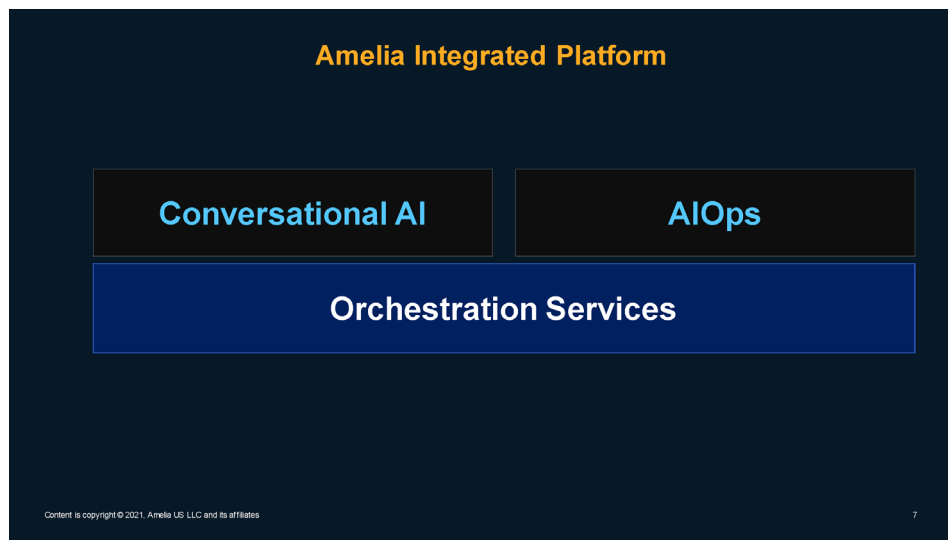 Amelia Integrated Platform
Conversational AI
AIOps
Orchestration Services
Content is copyright © 2021, Amelia US LLC and its affiliates
7